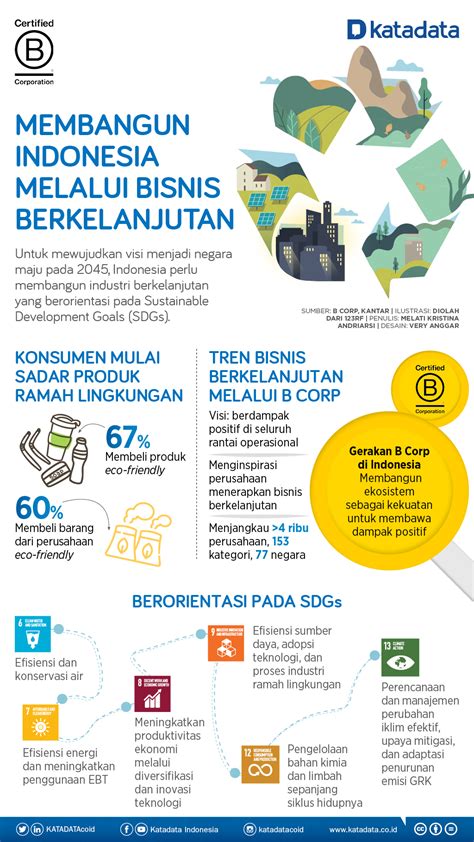 Certified
B
Corporation
katadata
MEMBANGUN
INDONESIA
MELALUI BISNIS
BERKELANJUTAN
Untuk mewujudkan visi menjadi negara
maju pada 2045, Indonesia perlu
membangun industri berkelanjutan
yang berorientasi pada Sustainable
Development Goals (SDGs).
SUMBER: B CORP, KANTAR | ILUSTRASI: DIOLAH
DARI 123RF | PENULIS: MELATI KRISTINA
ANDRIARSI | DESAIN: VERY ANGGAR
KONSUMEN MULAI
SADAR PRODUK
RAMAH LINGKUNGAN
67%
Membeli produk
eco-friendly
60%
Membeli barang
dari perusahaan
eco-friendly
TREN BISNIS
BERKELANJUTAN
MELALUI B CORP
Visi: berdampak
positif di seluruh
rantai operasional
Menginspirasi
perusahaan
menerapkan bisnis
berkelanjutan
Menjangkau >4 ribu
perusahaan, 153
kategori, 77 negara
Certified
B
Corporation
Gerakan B Corp
di Indonesia
Membangun
ekosistem
sebagai kekuatan
untuk membawa
dampak positif
BERORIENTASI PADA SDGs
6 CLEAN WATER AND SANITATION
Efisiensi dan
konservasi air
7 AFFORDABLE AND CLEAN ENERGY
Efisiensi energi
dan meningkatkan
penggunaan EBT
8 DECENT WORK AND ECONOMIC GROWTH
Meningkatkan
produktivitas
ekonomi
melalui
diversifikasi
dan inovasi
teknologi
9 INDUSTRY, INNOVATION AND INFRASTRUCTURE
Efisiensi sumber
daya, adopsi
teknologi, dan
proses industri
ramah lingkungan
12 RESPONSIBLE CONSUMPTION AND PRODUCTION
Pengelolaan
bahan kimia
dan limbah
sepanjang
siklus hidupnya
13 CLIMATE ACTION
Perencanaan
dan manajemen
perubahan
iklim efektif,
upaya mitigasi,
dan adaptasi
penurunan
emisi GRK
KATADATAcoid
Katadata Indonesia
katadatacoid
www.katadata.co.id